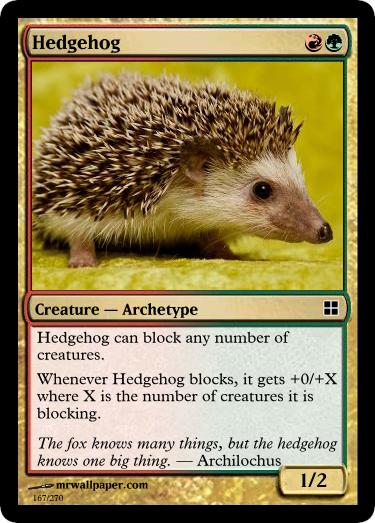 Hedgehog
Creature — Archetype
Hedgehog can block any number of
creatures.
Whenever Hedgehog blocks, it gets +0/+X
where X is the number of creatures it is
blocking.
The fox knows many things, but the hedgehog
knows one big thing. — Archilochus
1/2
mrwallpaper.com
167/270